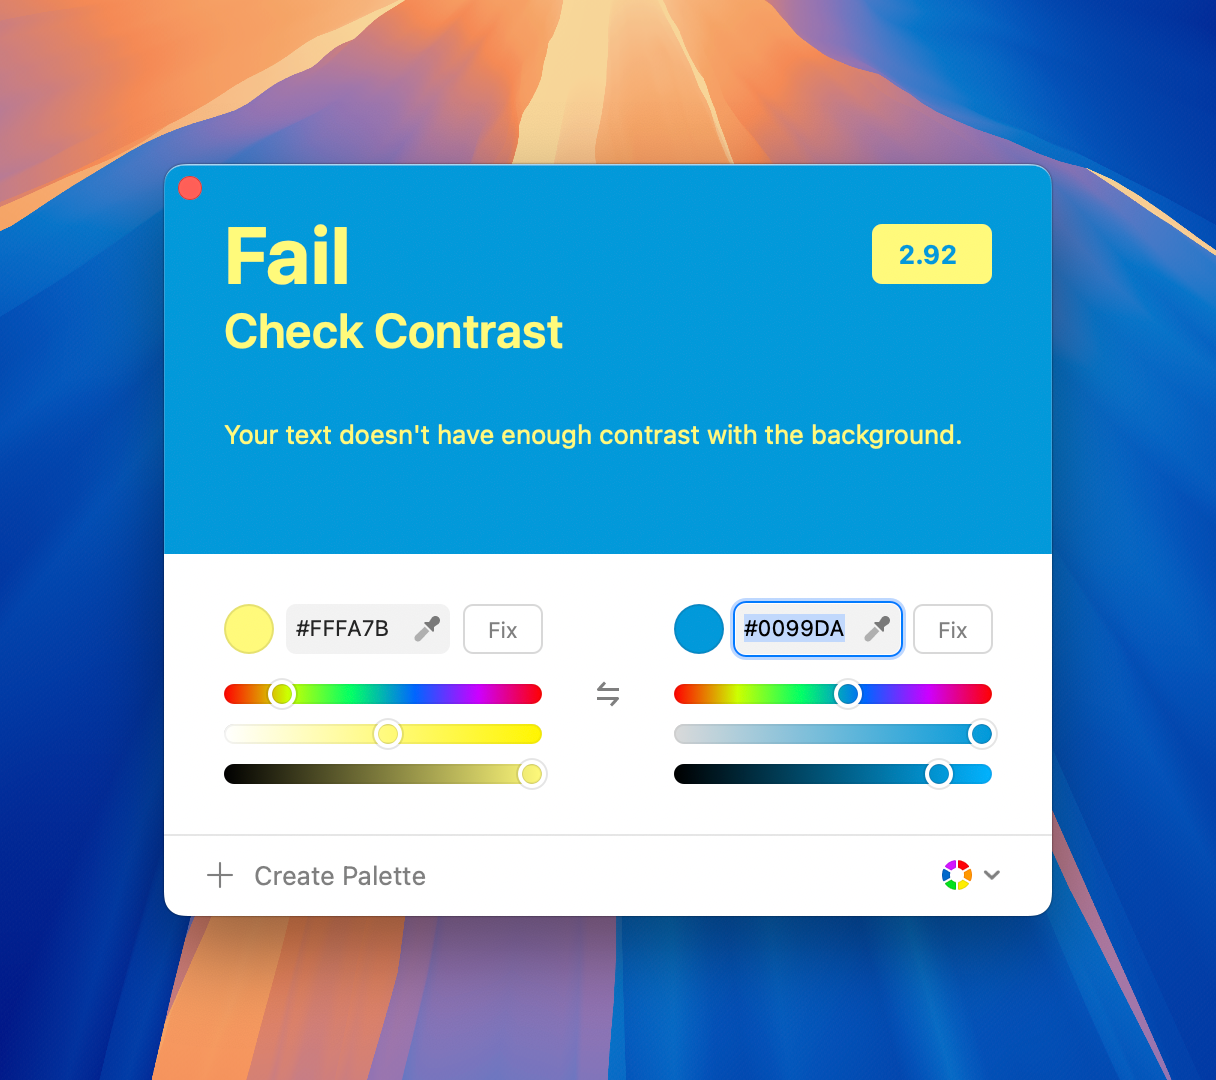 Fail
2.92
Check Contrast
Your text doesn't have enough contrast with the background.
#FFFA7B
Fix
#0099DA
Fix
Create Palette